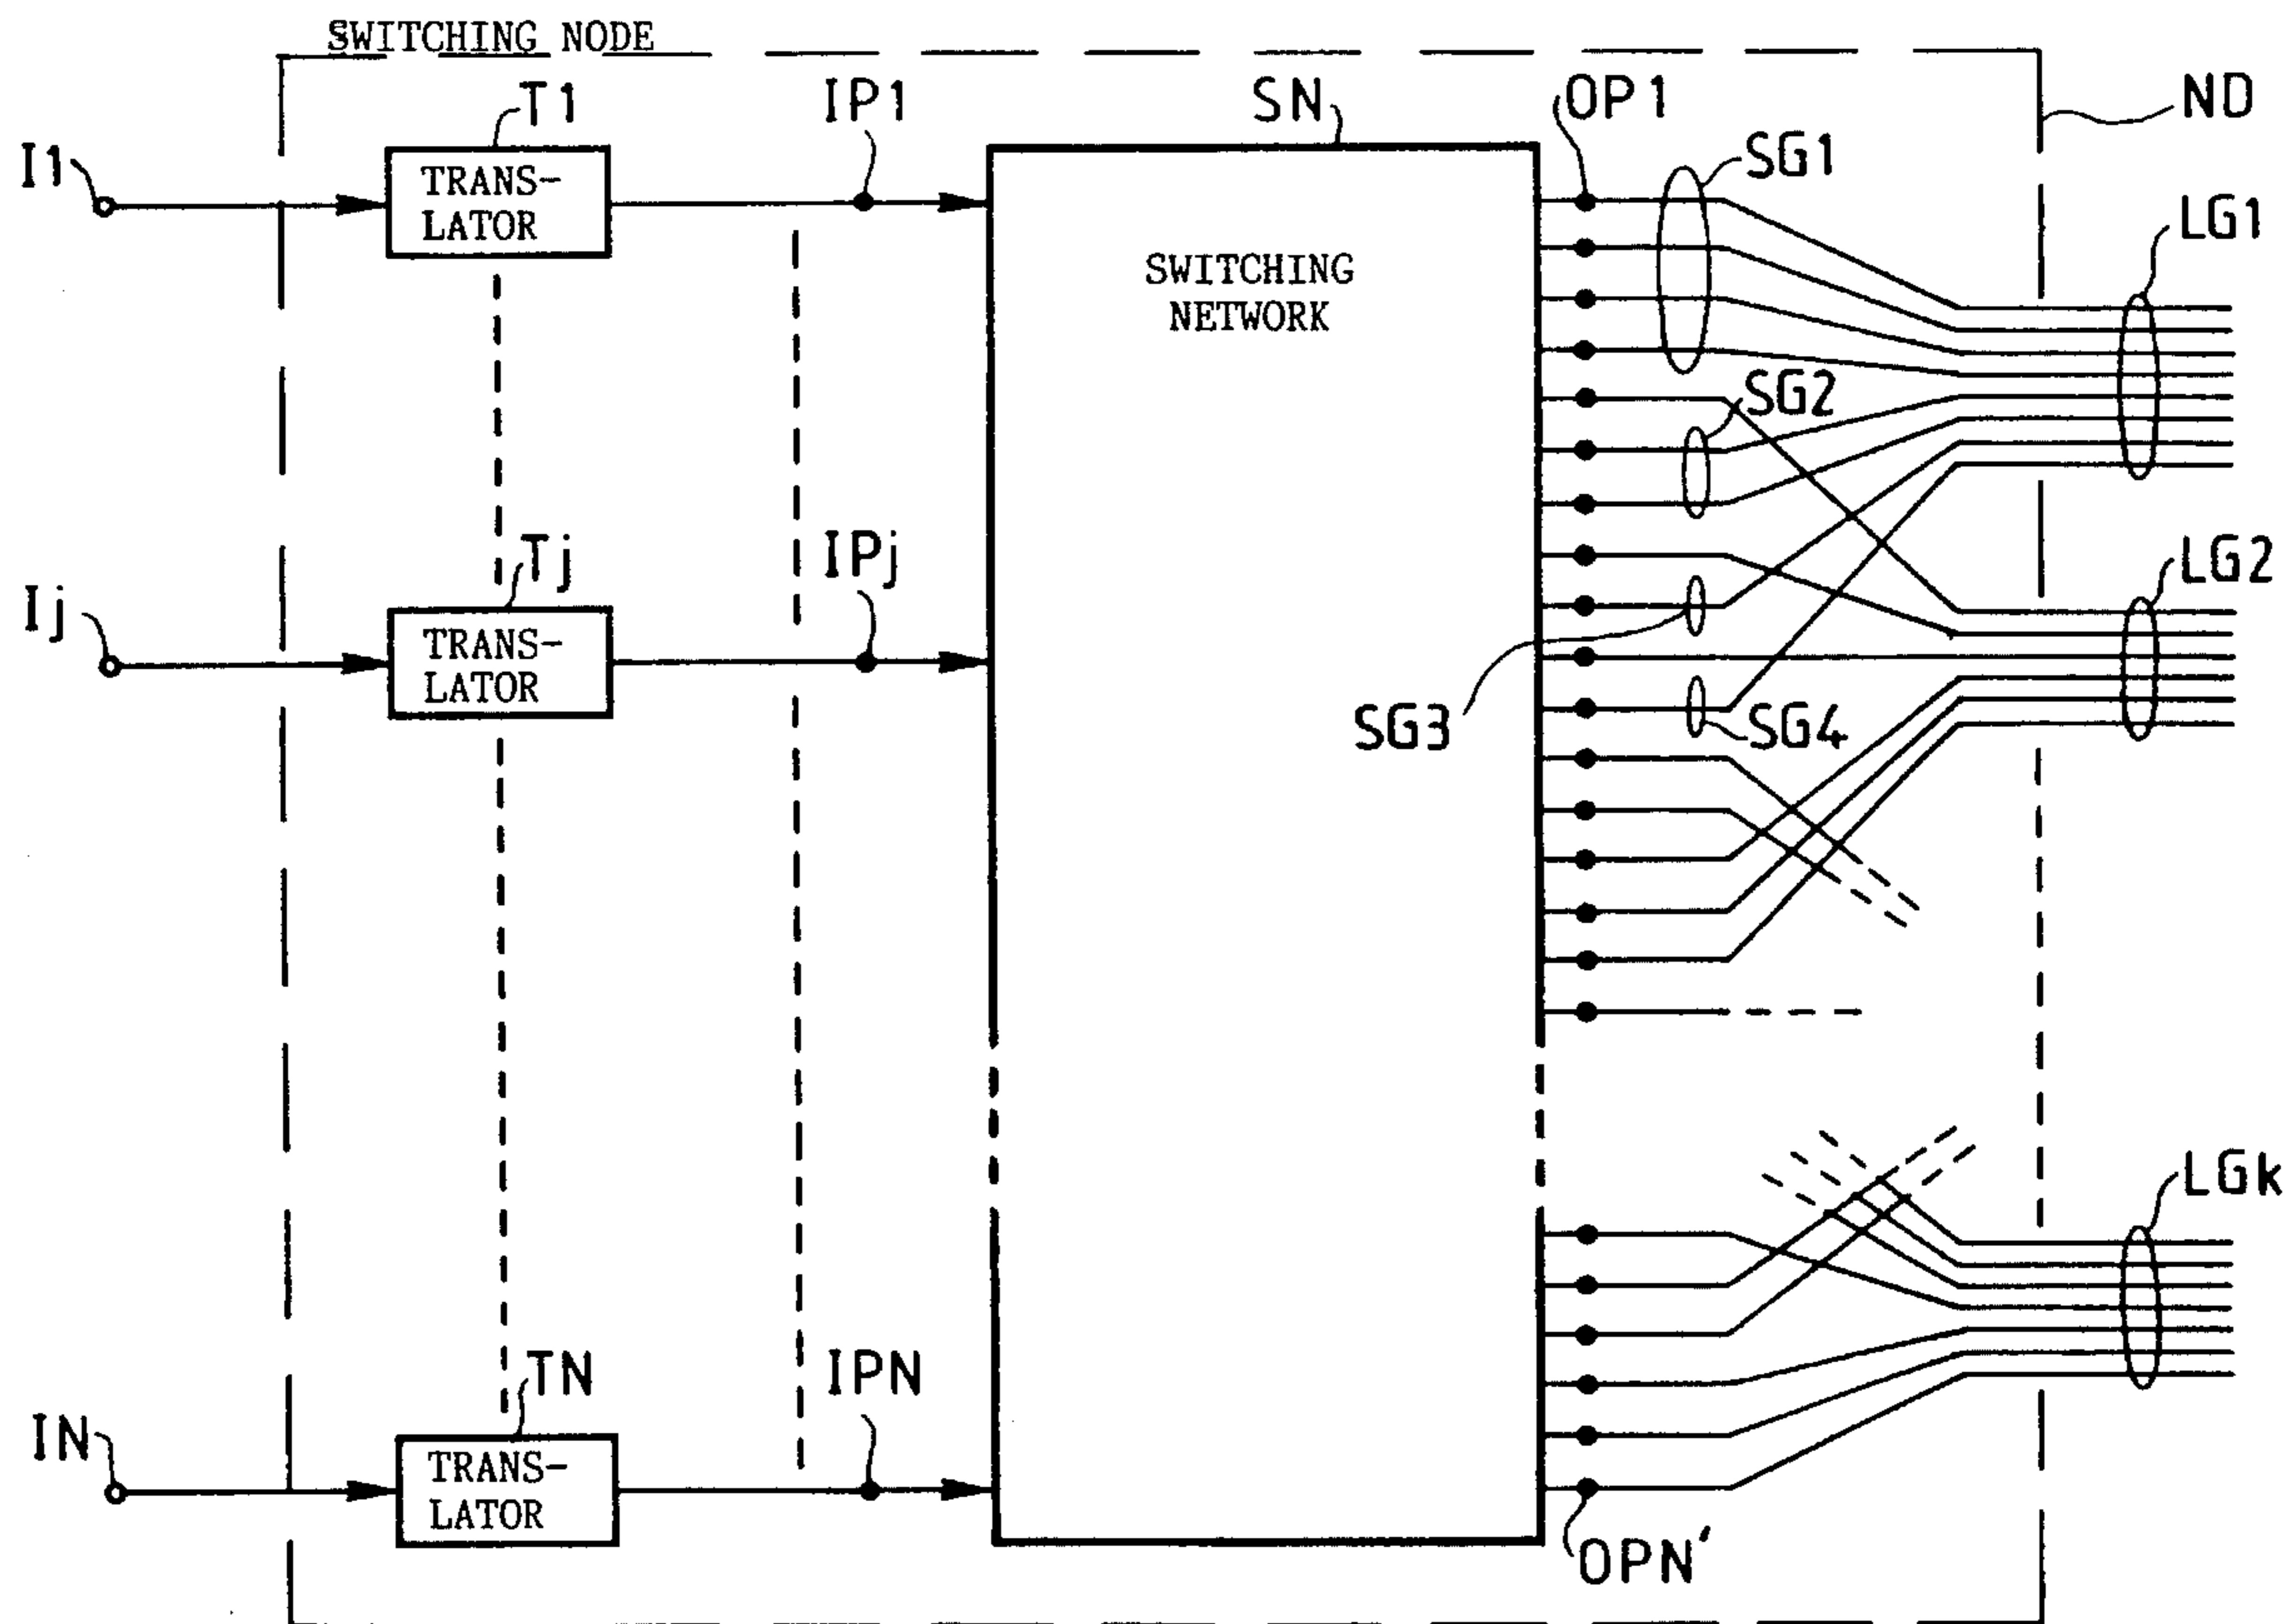 SWITCHING NODE
T1
IP1
SN
OP1
ND
I1
TRANS-
LATOR
SG1
LG1
SWITCHING
NETWORK
SG2
Tj
IPj
LG2
Ij
TRANS-
LATOR
SG3
SG4
LGk
TN
IPN
IN
TRANS-
LATOR
OPN'